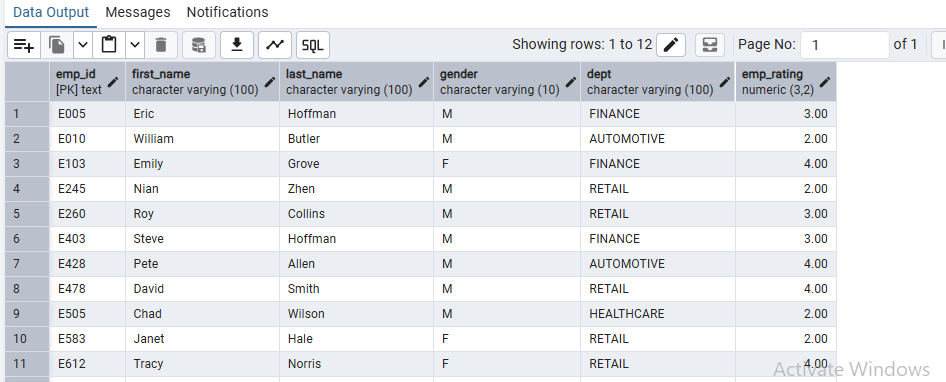 Data Output Messages Notifications
SQL Showing rows: 1 to 12 Page No: 1 of 1
emp_id first_name last_name gender dept emp_rating
[PK] text character varying (100) character varying (100) character varying (10) character varying (100) numeric (3,2)
1 E005 Eric Hoffman M FINANCE 3.00
2 E010 William Butler M AUTOMOTIVE 2.00
3 E103 Emily Grove F FINANCE 4.00
4 E245 Nian Zhen M RETAIL 2.00
5 E260 Roy Collins M RETAIL 3.00
6 E403 Steve Hoffman M FINANCE 3.00
7 E428 Pete Allen M AUTOMOTIVE 4.00
8 E478 David Smith M RETAIL 4.00
9 E505 Chad Wilson M HEALTHCARE 2.00
10 E583 Janet Hale F RETAIL 2.00
11 E612 Tracy Norris F RETAIL 4.00
Activate Windows